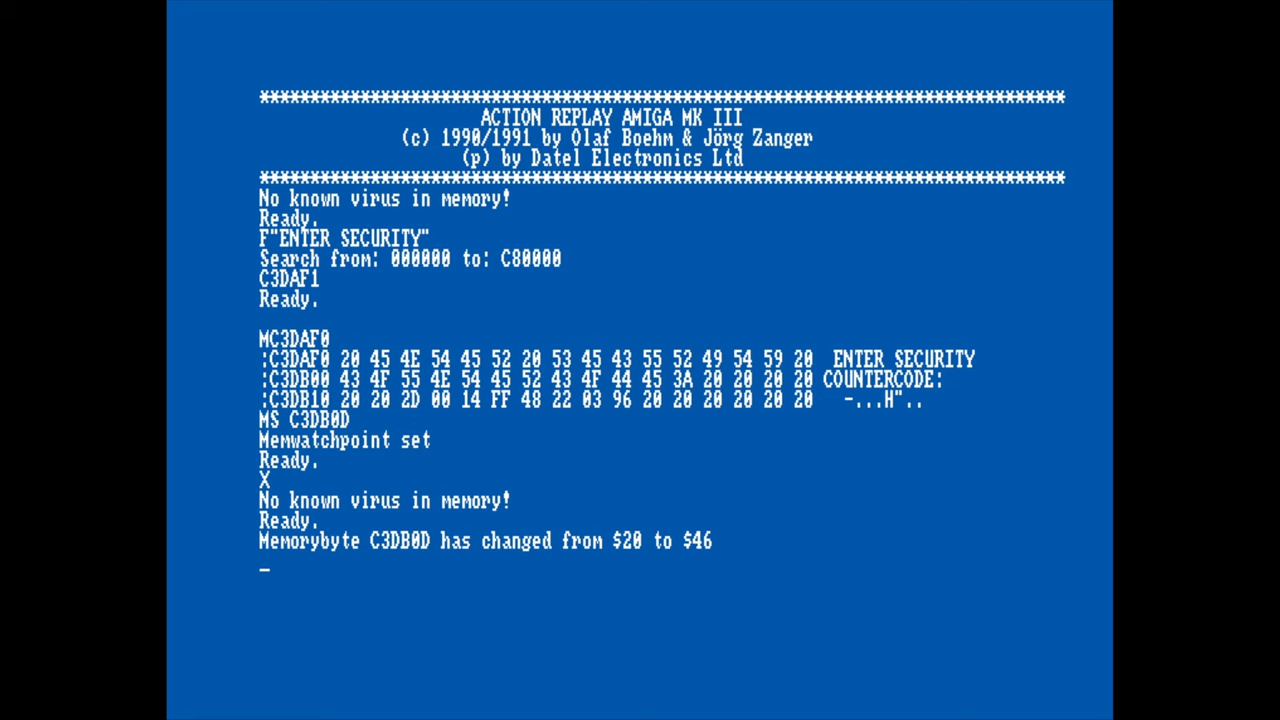 ********************************************************************************
ACTION REPLAY AMIGA MK III
(c) 1990/1991 by Olaf Boehm & Jörg Zanger
(p) by Datel Electronics Ltd
********************************************************************************
No known virus in memory!
Ready.
F"ENTER SECURITY"
Search from: 000000 to: C80000
C3DAF1
Ready.
MC3DAF0
:C3DAF0 20 45 4E 54 45 52 20 53 45 43 55 52 49 54 59 20  ENTER SECURITY
:C3DB00 43 4F 55 4E 54 45 52 43 4F 44 45 3A 20 20 20 20 COUNTERCODE:
:C3DB10 20 20 2D 00 14 FF 48 22 03 96 20 20 20 20 20 20   -...H"..
MS C3DB0D
Memwatchpoint set
Ready.
X
No known virus in memory!
Ready.
Memorybyte C3DB0D has changed from $20 to $46
_